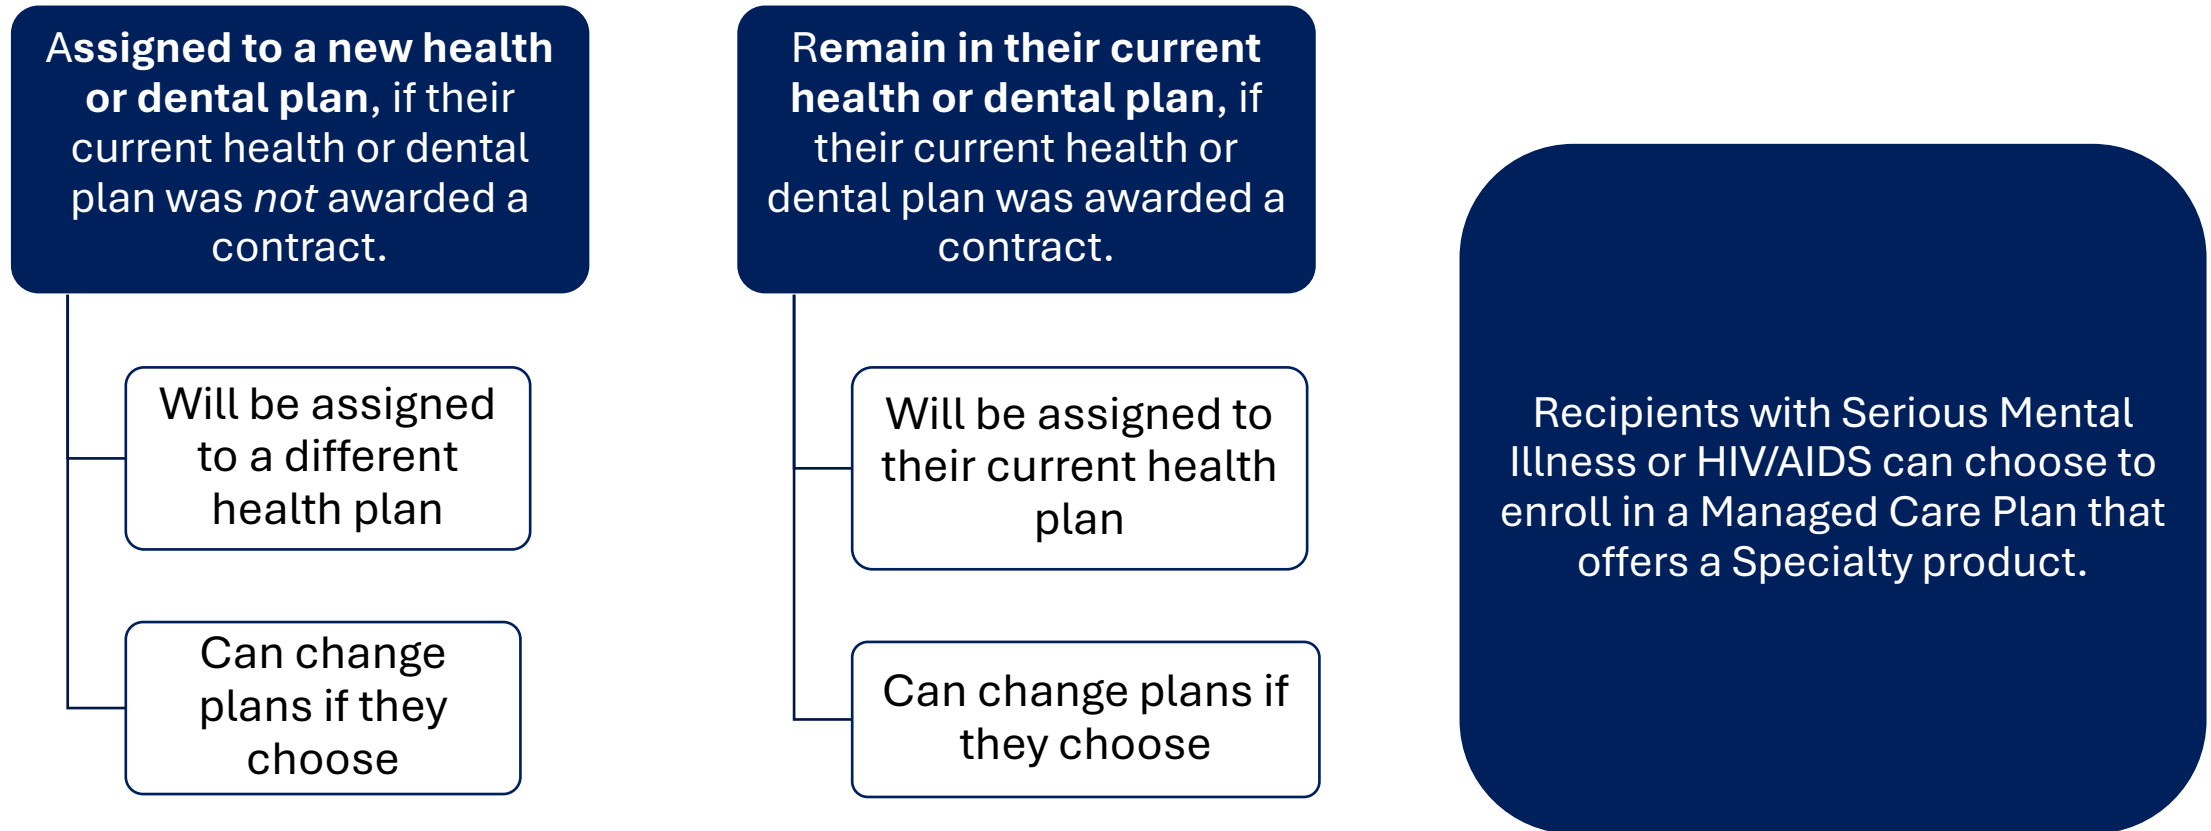 Assigned to a new health
or dental plan, if their
current health or dental
plan was not awarded a
contract.
Will be assigned
to a different
health plan
Can change
plans if they
choose
Remain in their current
health or dental plan, if
their current health or
dental plan was awarded a
contract.
Will be assigned to
their current health
plan
Can change plans if
they choose
Recipients with Serious Mental
Illness or HIV/AIDS can choose to
enroll in a Managed Care Plan that
offers a Specialty product.